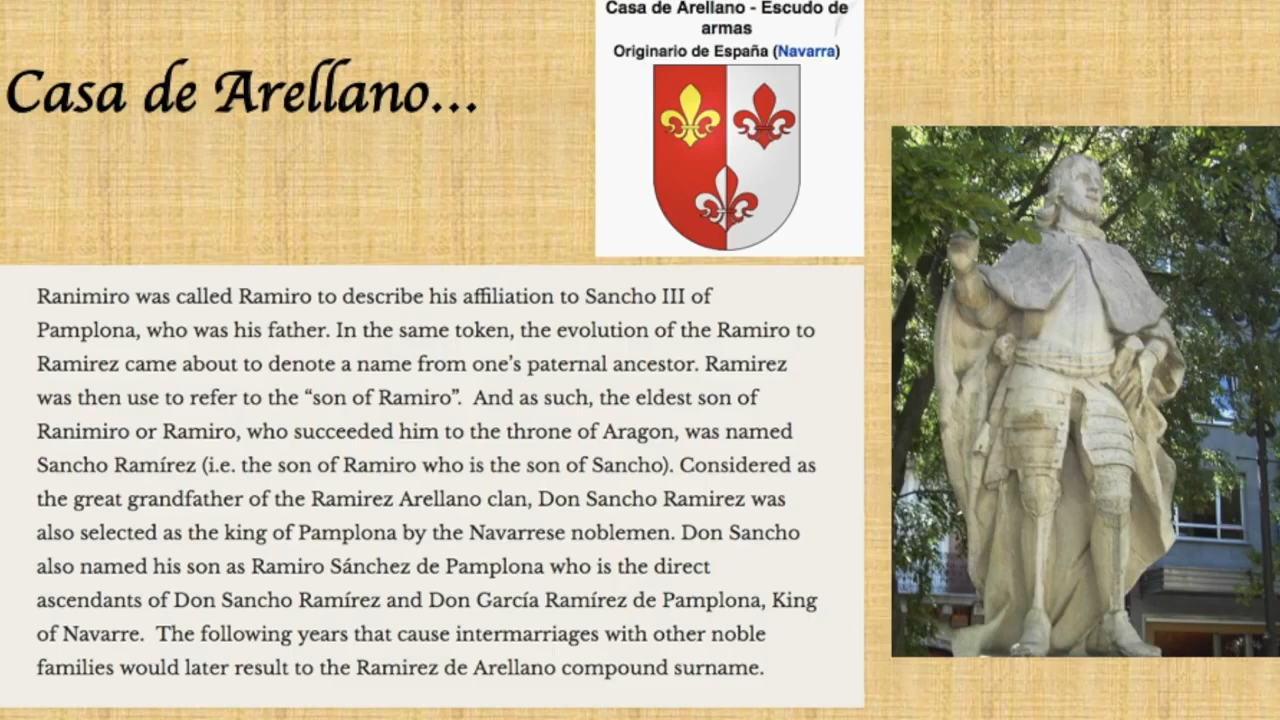 Casa de Arellano...
Casa de Arellano - Escudo de
armas
Originario de España (Navarra)
Ranimiro was called Ramiro to describe his affiliation to Sancho III of
Pamplona, who was his father. In the same token, the evolution of the Ramiro to
Ramirez came about to denote a name from one’s paternal ancestor. Ramirez
was then use to refer to the “son of Ramiro”.  And as such, the eldest son of
Ranimiro or Ramiro, who succeeded him to the throne of Aragon, was named
Sancho Ramírez (i.e. the son of Ramiro who is the son of Sancho). Considered as
the great grandfather of the Ramirez Arellano clan, Don Sancho Ramirez was
also selected as the king of Pamplona by the Navarrese noblemen. Don Sancho
also named his son as Ramiro Sánchez de Pamplona who is the direct
ascendants of Don Sancho Ramírez and Don García Ramírez de Pamplona, King
of Navarre.  The following years that cause intermarriages with other noble
families would later result to the Ramirez de Arellano compound surname.